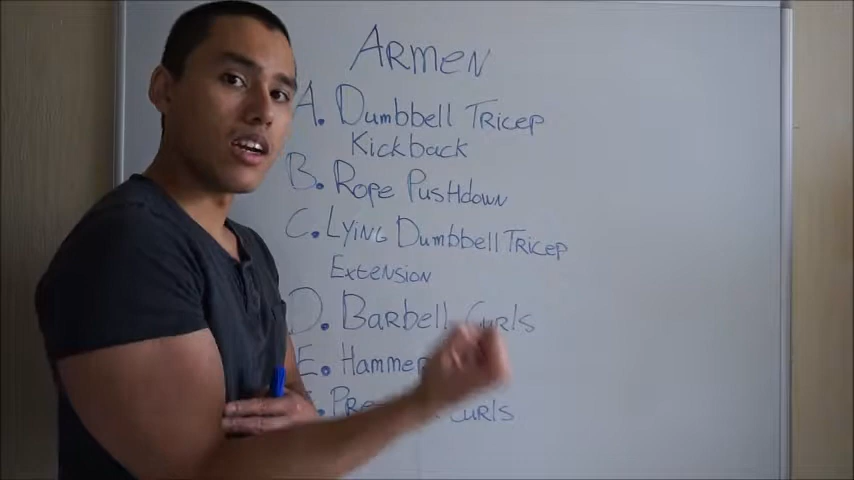 ARMEN
A. DUMBBELL TRICEP
KICKBACK
B. ROPE PUSHDOWN
C. LYING DUMBBELL TRICEP
EXTENSION
D. BARBELL CURLS
E. HAMMER
CURLS